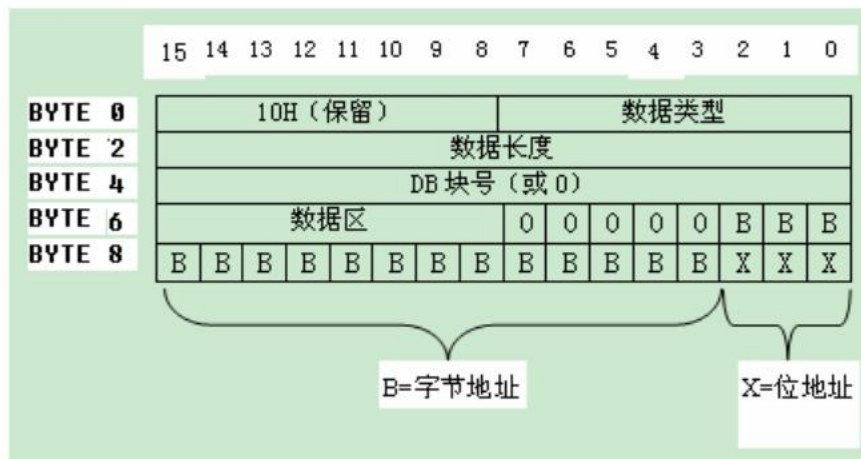 15 14 13 12 11 10 9 8 7 6 5 4 3 2 1 0
BYTE 0 10H（保留） 数据类型
BYTE 2 数据长度
BYTE 4 DB块号（或0）
BYTE 6 数据区 0 0 0 0 0 B B B
BYTE 8 B B B B B B B B B B B B B X X X
B=字节地址 X=位地址